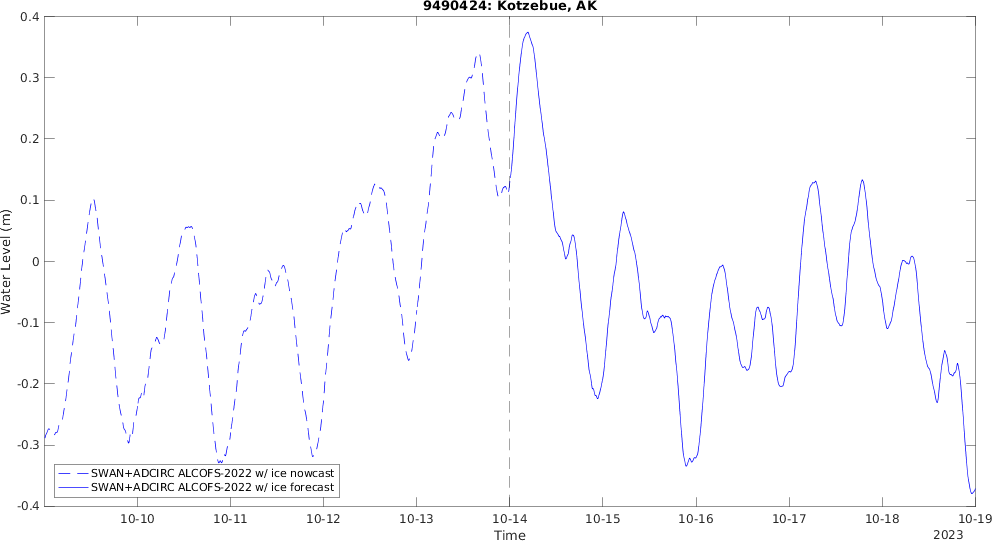 9490424: Kotzebue, AK
0.4
0.3
0.2
0.1
0
-0.1
-0.2
-0.3
-0.4
Water Level (m)
SWAN+ADCIRC ALCOFS-2022 w/ ice nowcast
SWAN+ADCIRC ALCOFS-2022 w/ ice forecast
10-10 10-11 10-12 10-13 10-14 10-15 10-16 10-17 10-18 10-19
Time
2023